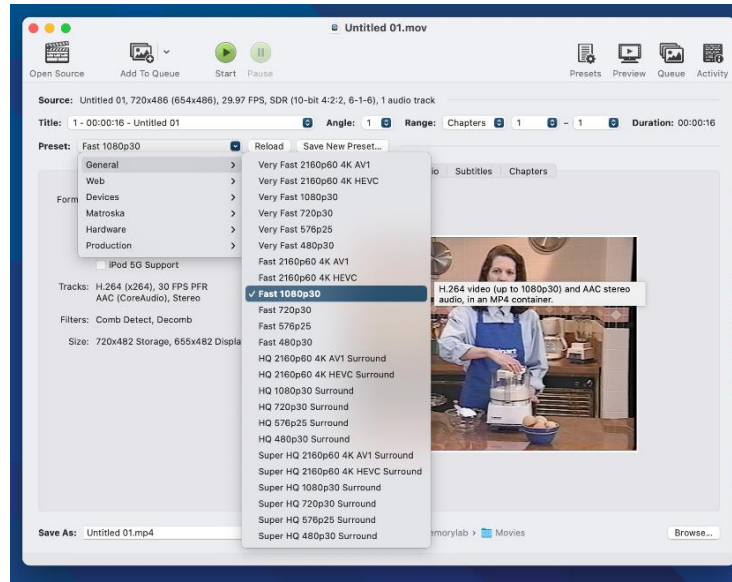 Untitled 01.mov
Open Source Add To Queue Start Pause Presets Preview Queue Activity
Source: Untitled 01, 720x486 (654x486), 29.97 FPS, SDR (10-bit 4:2:2, 6-1-6), 1 audio track
Title: 1 - 00:00:16 - Untitled 01 Angle: 1 Range: Chapters 1 - 1 Duration: 00:00:16
Preset: Fast 1080p30 Reload Save New Preset...
General
Web
Devices
Matroska
Hardware
Production
Very Fast 2160p60 4K AV1
Very Fast 2160p60 4K HEVC
Very Fast 1080p30
Very Fast 720p30
Very Fast 576p25
Very Fast 480p30
Fast 2160p60 4K AV1
Fast 2160p60 4K HEVC
✓ Fast 1080p30
Fast 720p30
Fast 576p25
Fast 480p30
HQ 2160p60 4K AV1 Surround
HQ 2160p60 4K HEVC Surround
HQ 1080p30 Surround
HQ 720p30 Surround
HQ 576p25 Surround
HQ 480p30 Surround
Super HQ 2160p60 4K AV1 Surround
Super HQ 2160p60 4K HEVC Surround
Super HQ 1080p30 Surround
Super HQ 720p30 Surround
Super HQ 576p25 Surround
Super HQ 480p30 Surround
io Subtitles Chapters
Form
iPod 5G Support
Tracks: H.264 (x264), 30 FPS PFR
AAC (CoreAudio), Stereo
Filters: Comb Detect, Decomb
Size: 720x482 Storage, 655x482 Displa
H.264 video (up to 1080p30) and AAC stereo
audio, in an MP4 container.
Save As: Untitled 01.mp4 emorylab › Movies Browse...